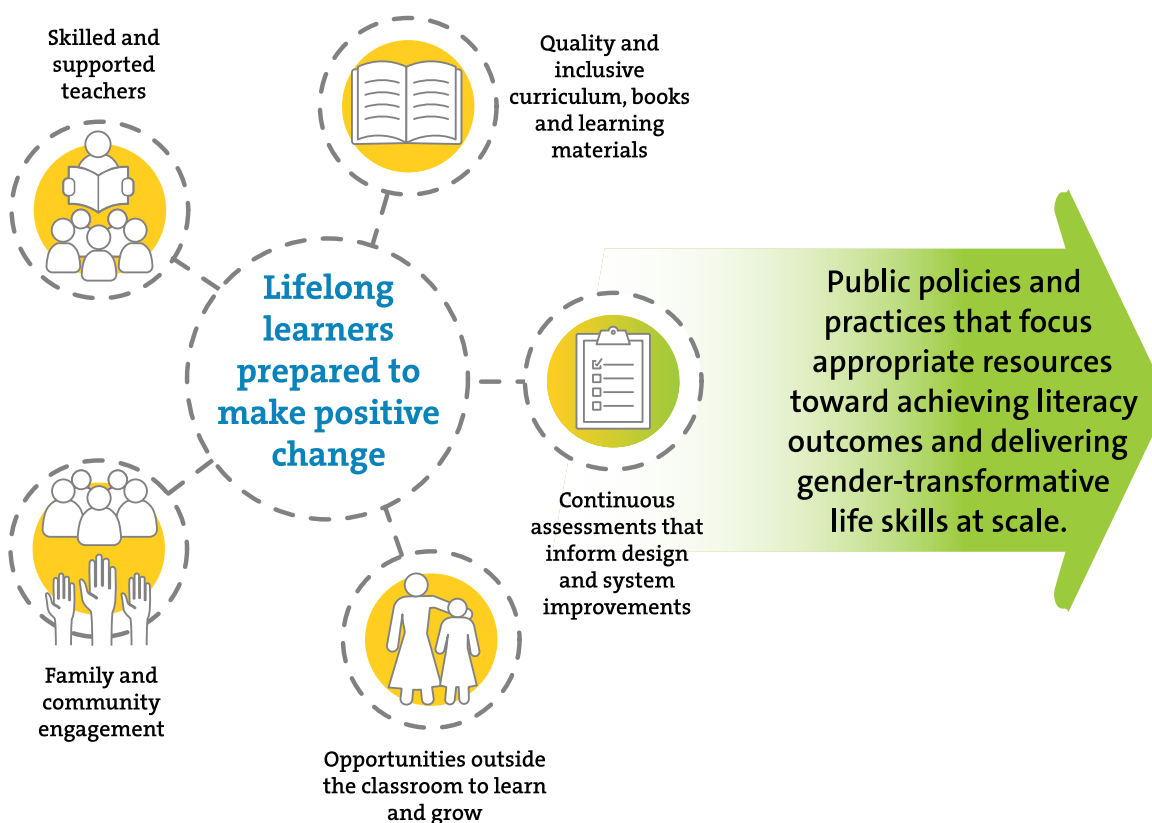 Skilled and
supported
teachers
Quality and
inclusive
curriculum, books
and learning
materials
Lifelong
learners
prepared to
make positive
change
Public policies and
practices that focus
appropriate resources
toward achieving literacy
outcomes and delivering
gender-transformative
life skills at scale.
Continuous
assessments that
inform design
and system
improvements
Family and
community
engagement
Opportunities outside
the classroom to learn
and grow